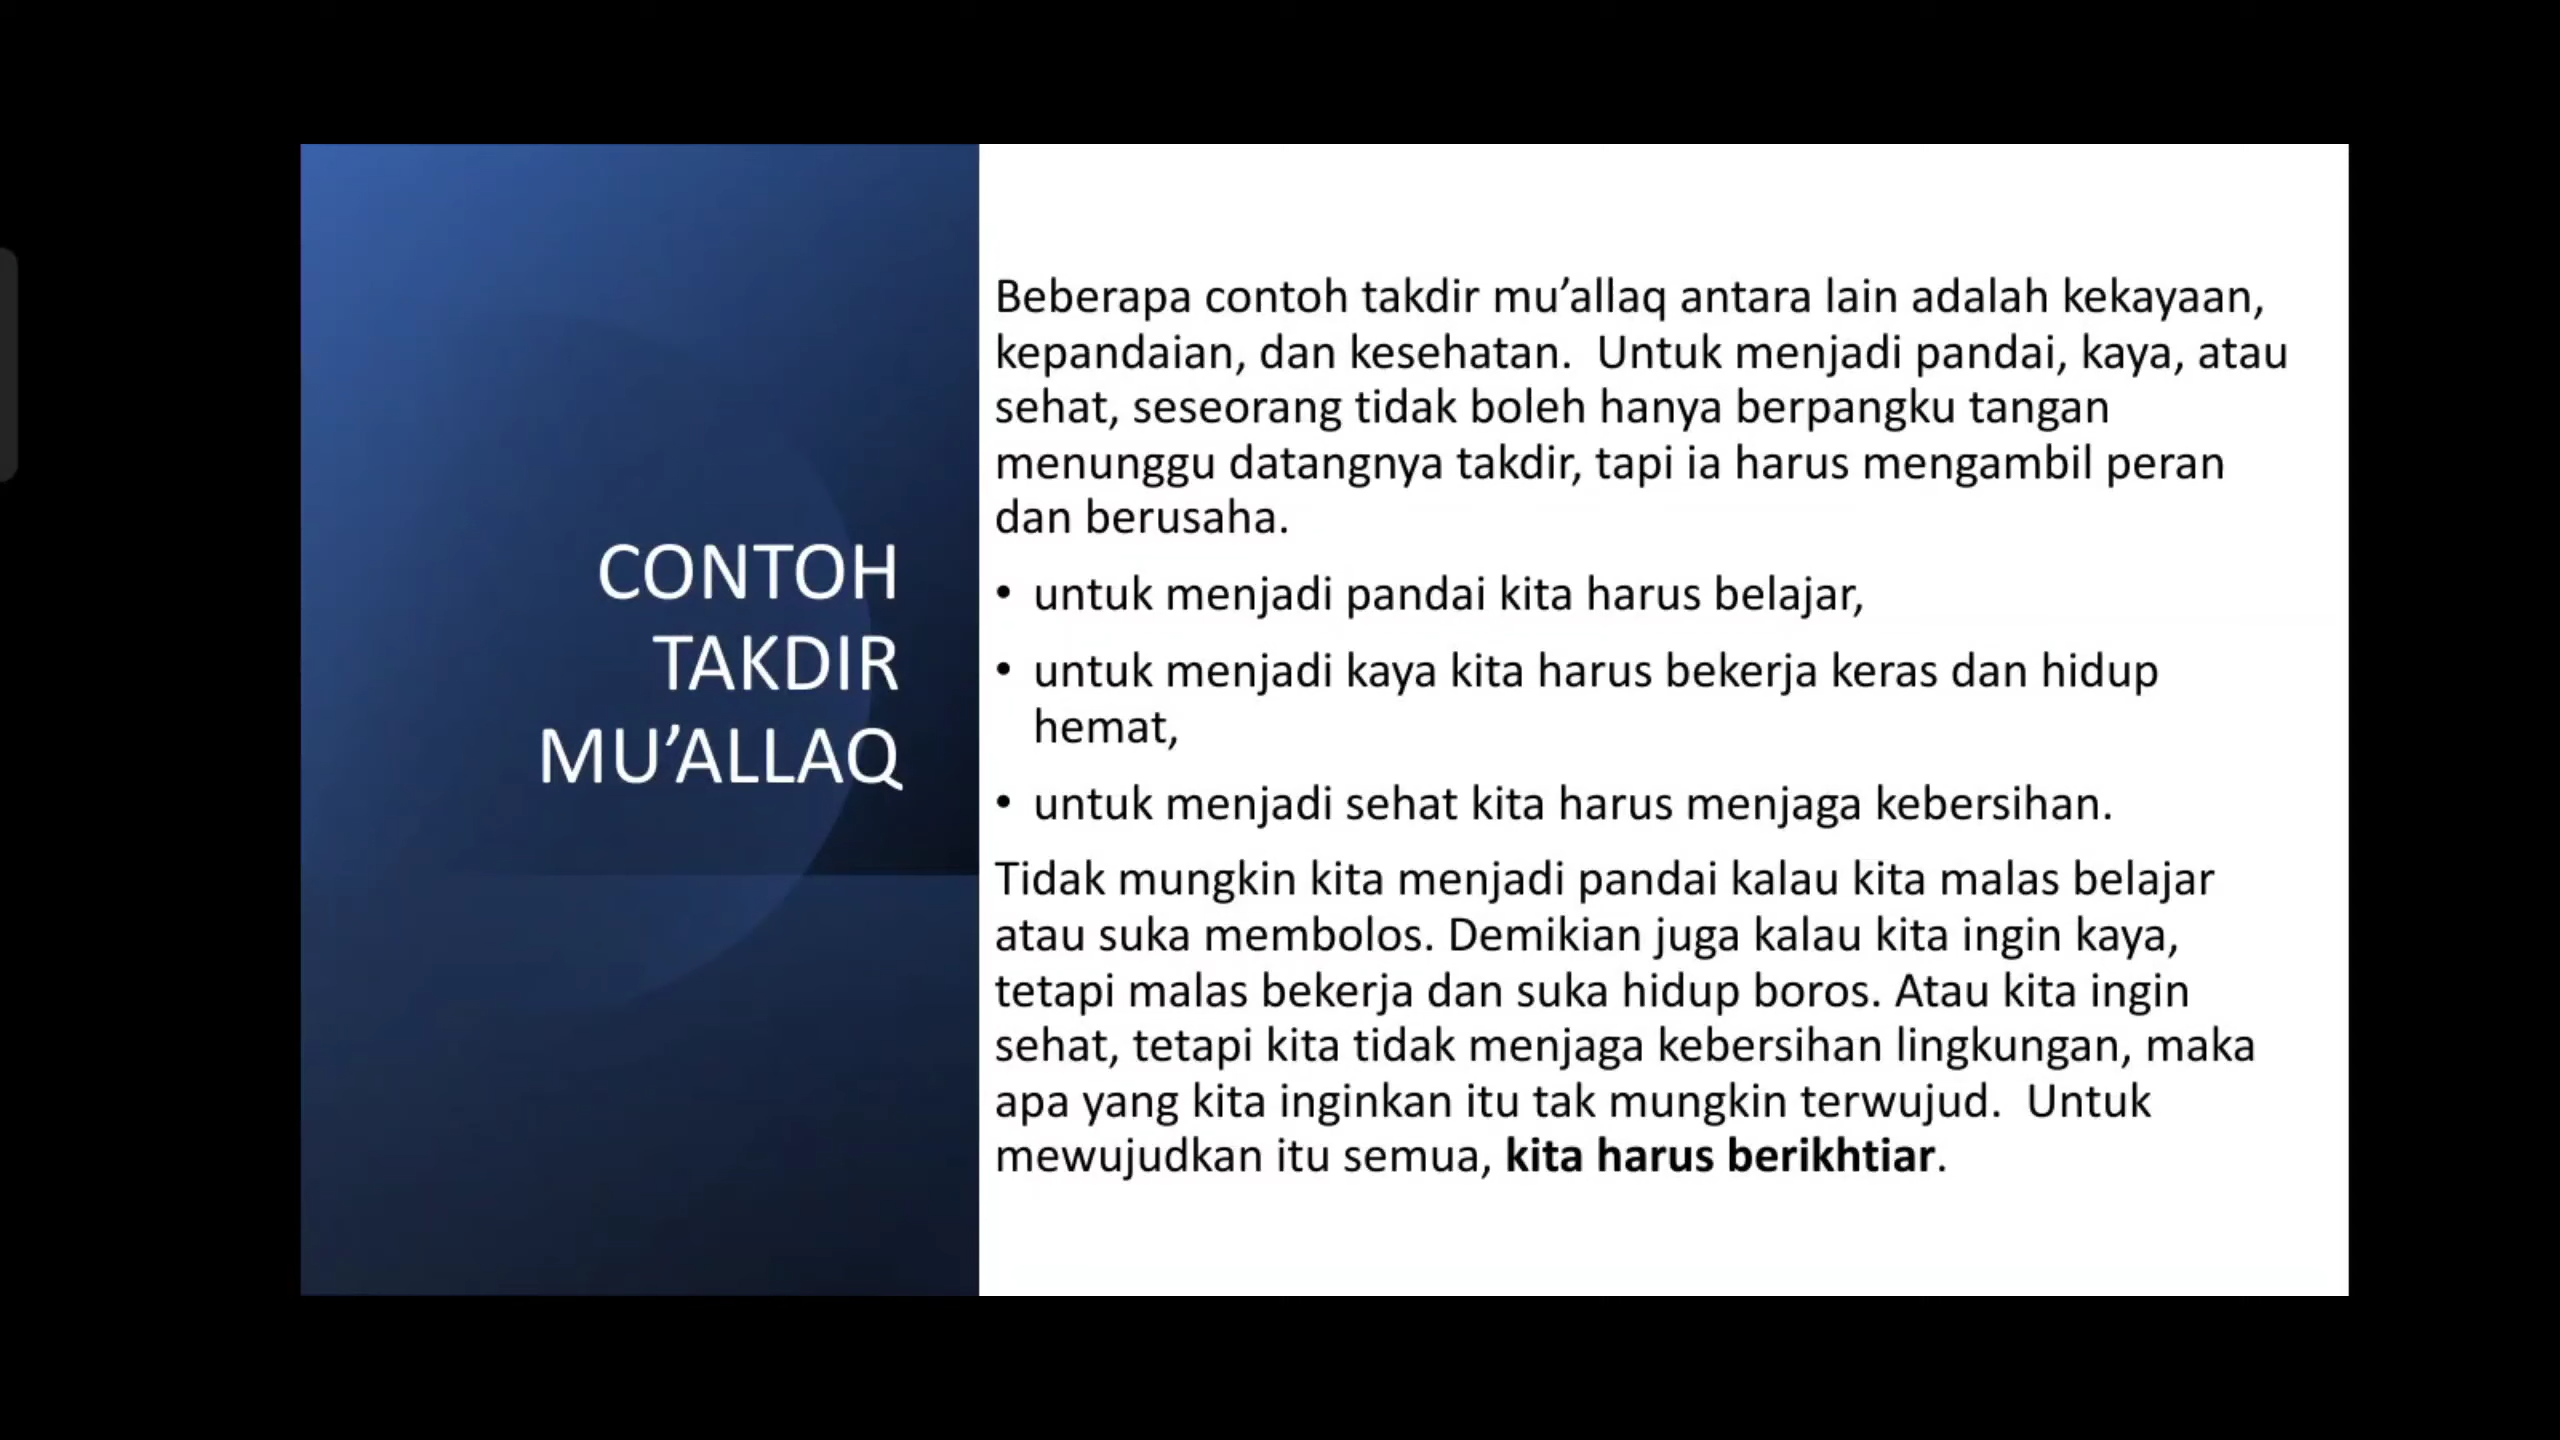 CONTOH
TAKDIR
MU’ALLAQ
Beberapa contoh takdir mu’allaq antara lain adalah kekayaan,
kepandaian, dan kesehatan.  Untuk menjadi pandai, kaya, atau
sehat, seseorang tidak boleh hanya berpangku tangan
menunggu datangnya takdir, tapi ia harus mengambil peran
dan berusaha.
• untuk menjadi pandai kita harus belajar,
• untuk menjadi kaya kita harus bekerja keras dan hidup
hemat,
• untuk menjadi sehat kita harus menjaga kebersihan.
Tidak mungkin kita menjadi pandai kalau kita malas belajar
atau suka membolos. Demikian juga kalau kita ingin kaya,
tetapi malas bekerja dan suka hidup boros. Atau kita ingin
sehat, tetapi kita tidak menjaga kebersihan lingkungan, maka
apa yang kita inginkan itu tak mungkin terwujud.  Untuk
mewujudkan itu semua, kita harus berikhtiar.